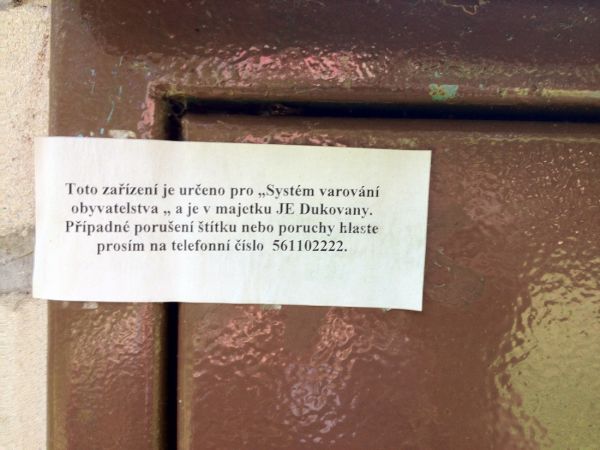 Toto zařízení je určeno pro „Systém varování
obyvatelstva „ a je v majetku JE Dukovany.
Případné porušení štítku nebo poruchy hlaste
prosím na telefonní číslo 561102222.